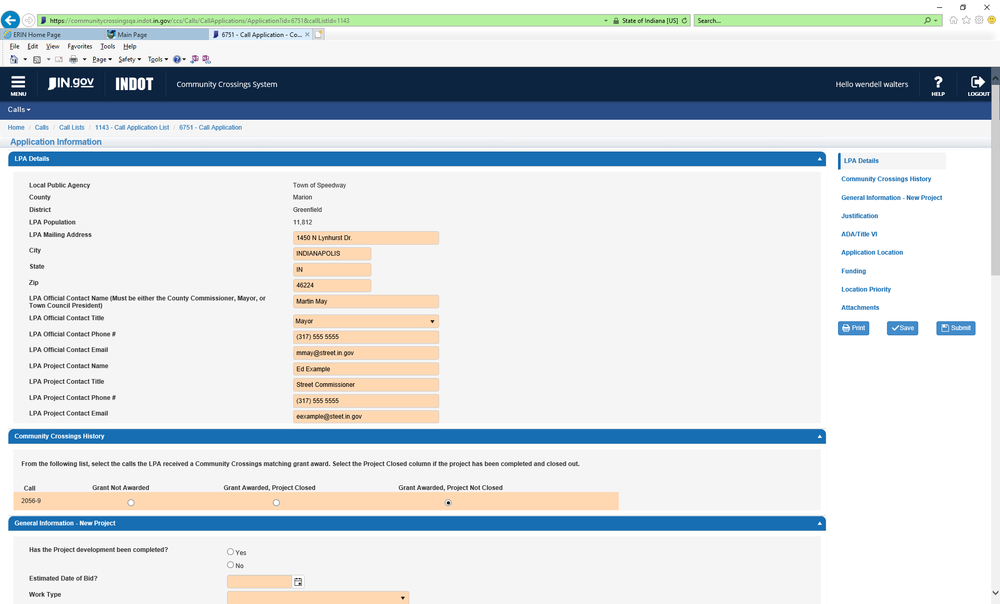 https://communitycrossingsqa.indot.in.gov/ccs/Calls/CallApplications/Application?id=6751&callListId=1143
State of Indiana [US]
Search...
ERIN Home Page
Main Page
6751 - Call Application - Co...
File Edit View Favorites Tools Help
Page Safety Tools
MENU
IN.gov
INDOT
Community Crossings System
Hello wendell walters
HELP
LOGOUT
Calls
Home / Calls / Call Lists / 1143 - Call Application List / 6751 - Call Application
Application Information
LPA Details
Local Public Agency Town of Speedway
County Marion
District Greenfield
LPA Population 11,812
LPA Mailing Address 1450 N Lynhurst Dr.
City INDIANAPOLIS
State IN
Zip 46224
LPA Official Contact Name (Must be either the County Commissioner, Mayor, or
Town Council President)
Martin May
LPA Official Contact Title Mayor
LPA Official Contact Phone # (317) 555 5555
LPA Official Contact Email mmay@street.in.gov
LPA Project Contact Name Ed Example
LPA Project Contact Title Street Commissioner
LPA Project Contact Phone # (317) 555 5555
LPA Project Contact Email eexample@steet.in.gov
Community Crossings History
From the following list, select the calls the LPA received a Community Crossings matching grant award. Select the Project Closed column if the project has been completed and closed out.
Call Grant Not Awarded Grant Awarded, Project Closed Grant Awarded, Project Not Closed
2056-9
General Information - New Project
Has the Project development been completed?
Yes
No
Estimated Date of Bid?
Work Type
LPA Details
Community Crossings History
General Information - New Project
Justification
ADA/Title VI
Application Location
Funding
Location Priority
Attachments
Print Save Submit